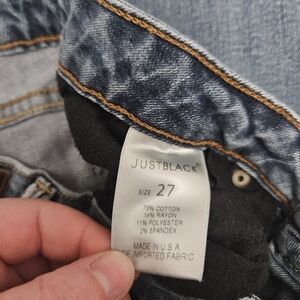 JUSTBLACK
SIZE 27
73% COTTON
14% RAYON
11% POLYESTER
2% SPANDEX
MADE IN U.S.A
OF IMPORTED FABRIC